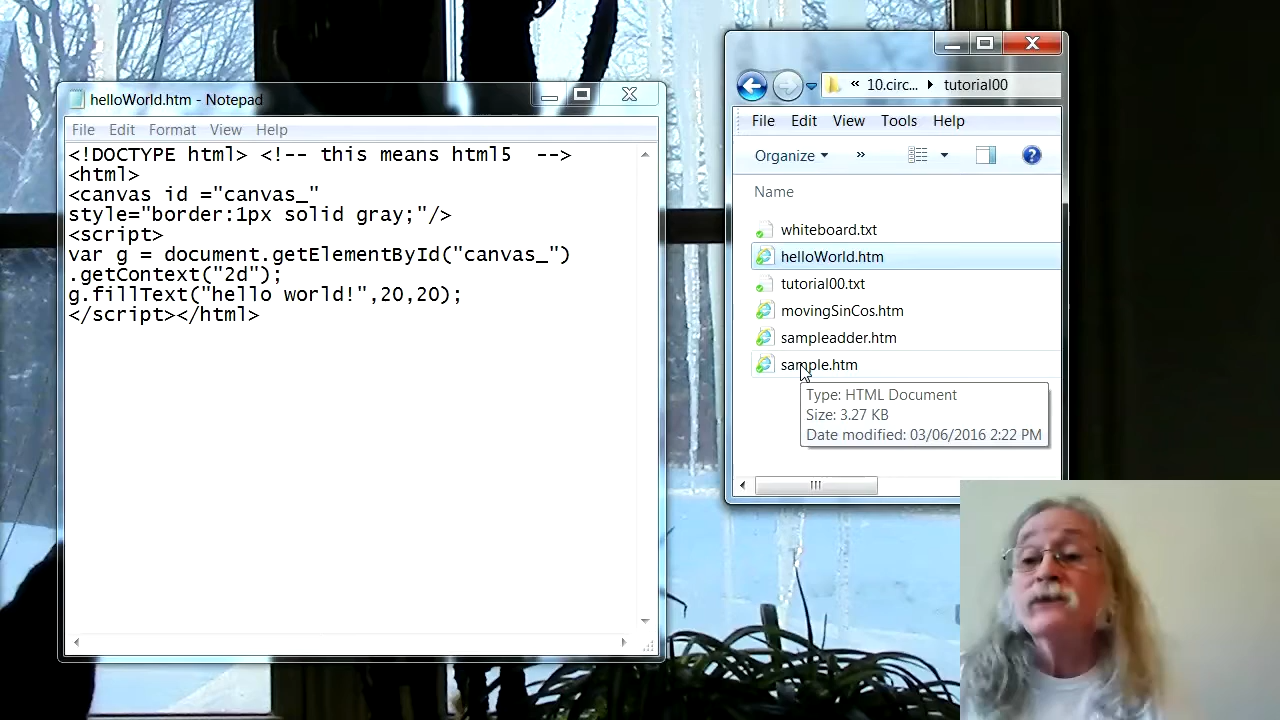 helloWorld.htm - Notepad
File Edit Format View Help
<!DOCTYPE html> <!-- this means html5  -->
<html>
<canvas id ="canvas_"
style="border:1px solid gray;"/>
<script>
var g = document.getElementById("canvas_")
.getContext("2d");
g.fillText("hello world!",20,20);
</script></html>
« 10.circ... tutorial00
File Edit View Tools Help
Organize »
Name
whiteboard.txt
helloWorld.htm
tutorial00.txt
movingSinCos.htm
sampleadder.htm
sample.htm
Type: HTML Document
Size: 3.27 KB
Date modified: 03/06/2016 2:22 PM